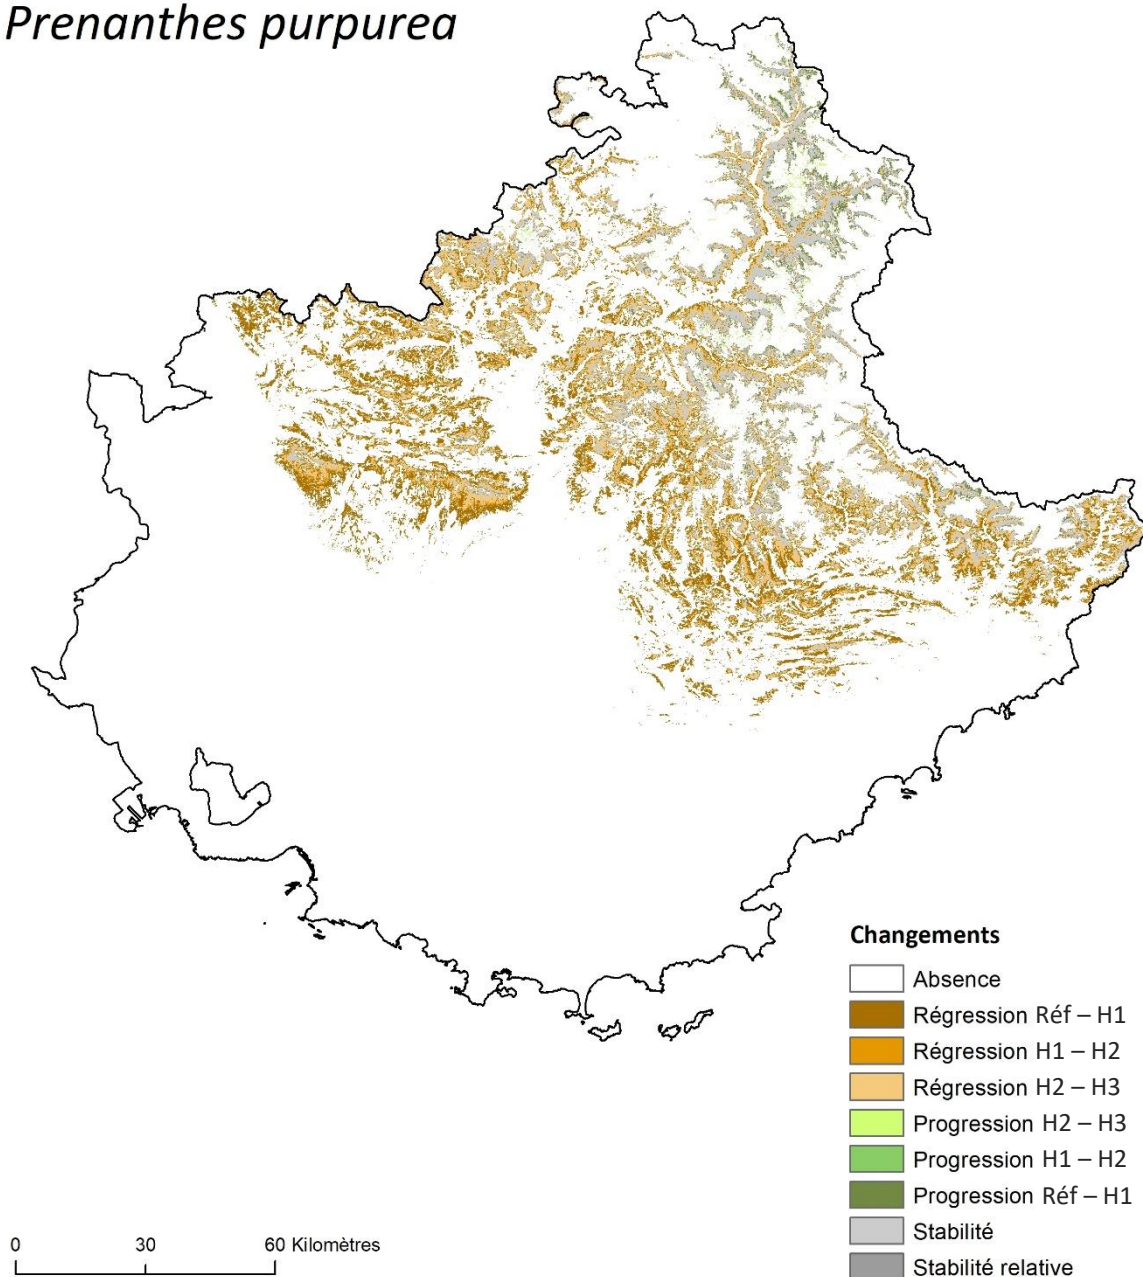 Prenanthes purpurea
Changements
Absence
Régression Réf – H1
Régression H1 – H2
Régression H2 – H3
Progression H2 – H3
Progression H1 – H2
Progression Réf – H1
Stabilité
Stabilité relative
0 30 60 Kilomètres